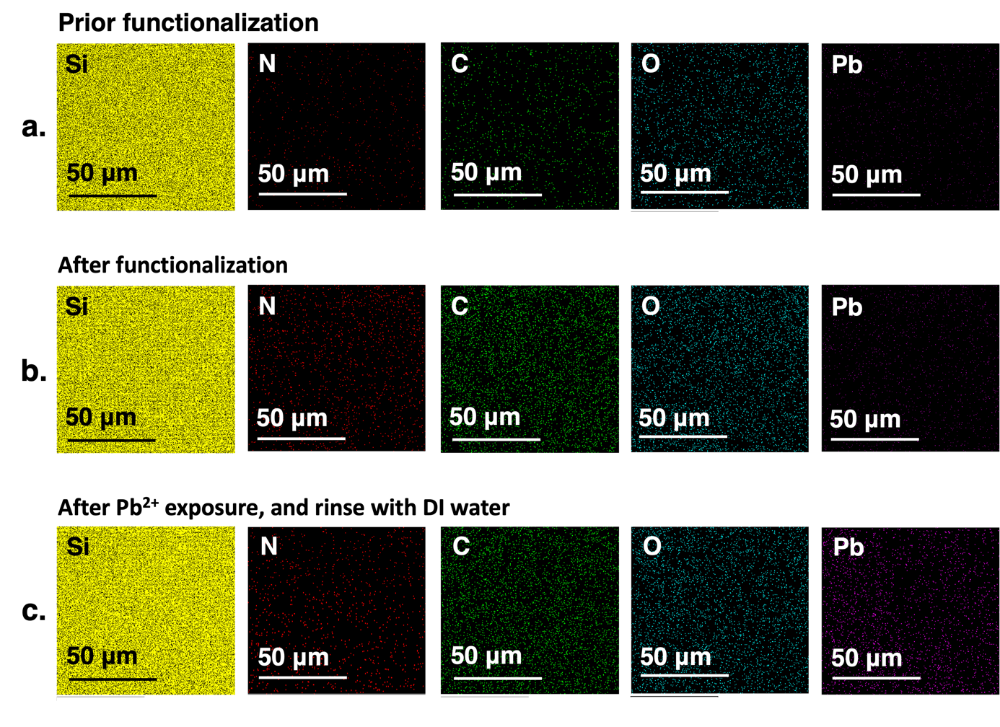 Prior functionalization
Si N C O Pb
a.
50 µm 50 µm 50 µm 50 µm 50 µm
After functionalization
Si N C O Pb
b.
50 µm 50 µm 50 µm 50 µm 50 µm
After Pb²⁺ exposure, and rinse with DI water
Si N C O Pb
c.
50 µm 50 µm 50 µm 50 µm 50 µm